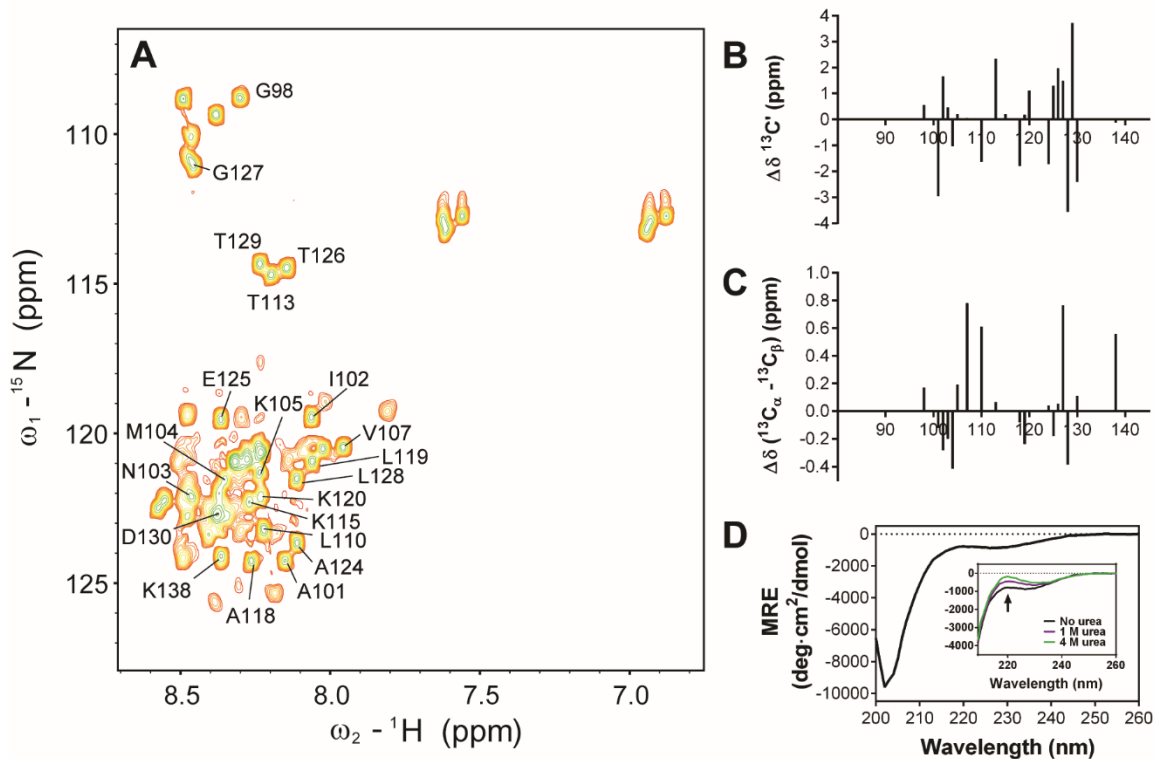 A
G98
110
G127
T129
T126
115
T113
E125
I102
K105
M104
120
V107
N103
L119
L128
K120
K115
D130
L110
A124
125
K138
A118
A101
8.5
8.0
7.5
7.0
ω1 - 15N (ppm)
ω2 - 1H (ppm)
B
4
3
2
1
0
-1
-2
-3
-4
90
100
110
120
130
140
Δδ 13C' (ppm)
C
1.0
0.8
0.6
0.4
0.2
0.0
-0.2
-0.4
90
100
110
120
130
140
Δδ (13Cα -13Cβ) (ppm)
D
0
-2000
-4000
-6000
-8000
-10000
200
210
220
230
240
250
260
MRE
(deg·cm2/dmol)
Wavelength (nm)
0
-1000
-2000
-3000
-4000
220
240
260
No urea
1 M urea
4 M urea
Wavelength (nm)